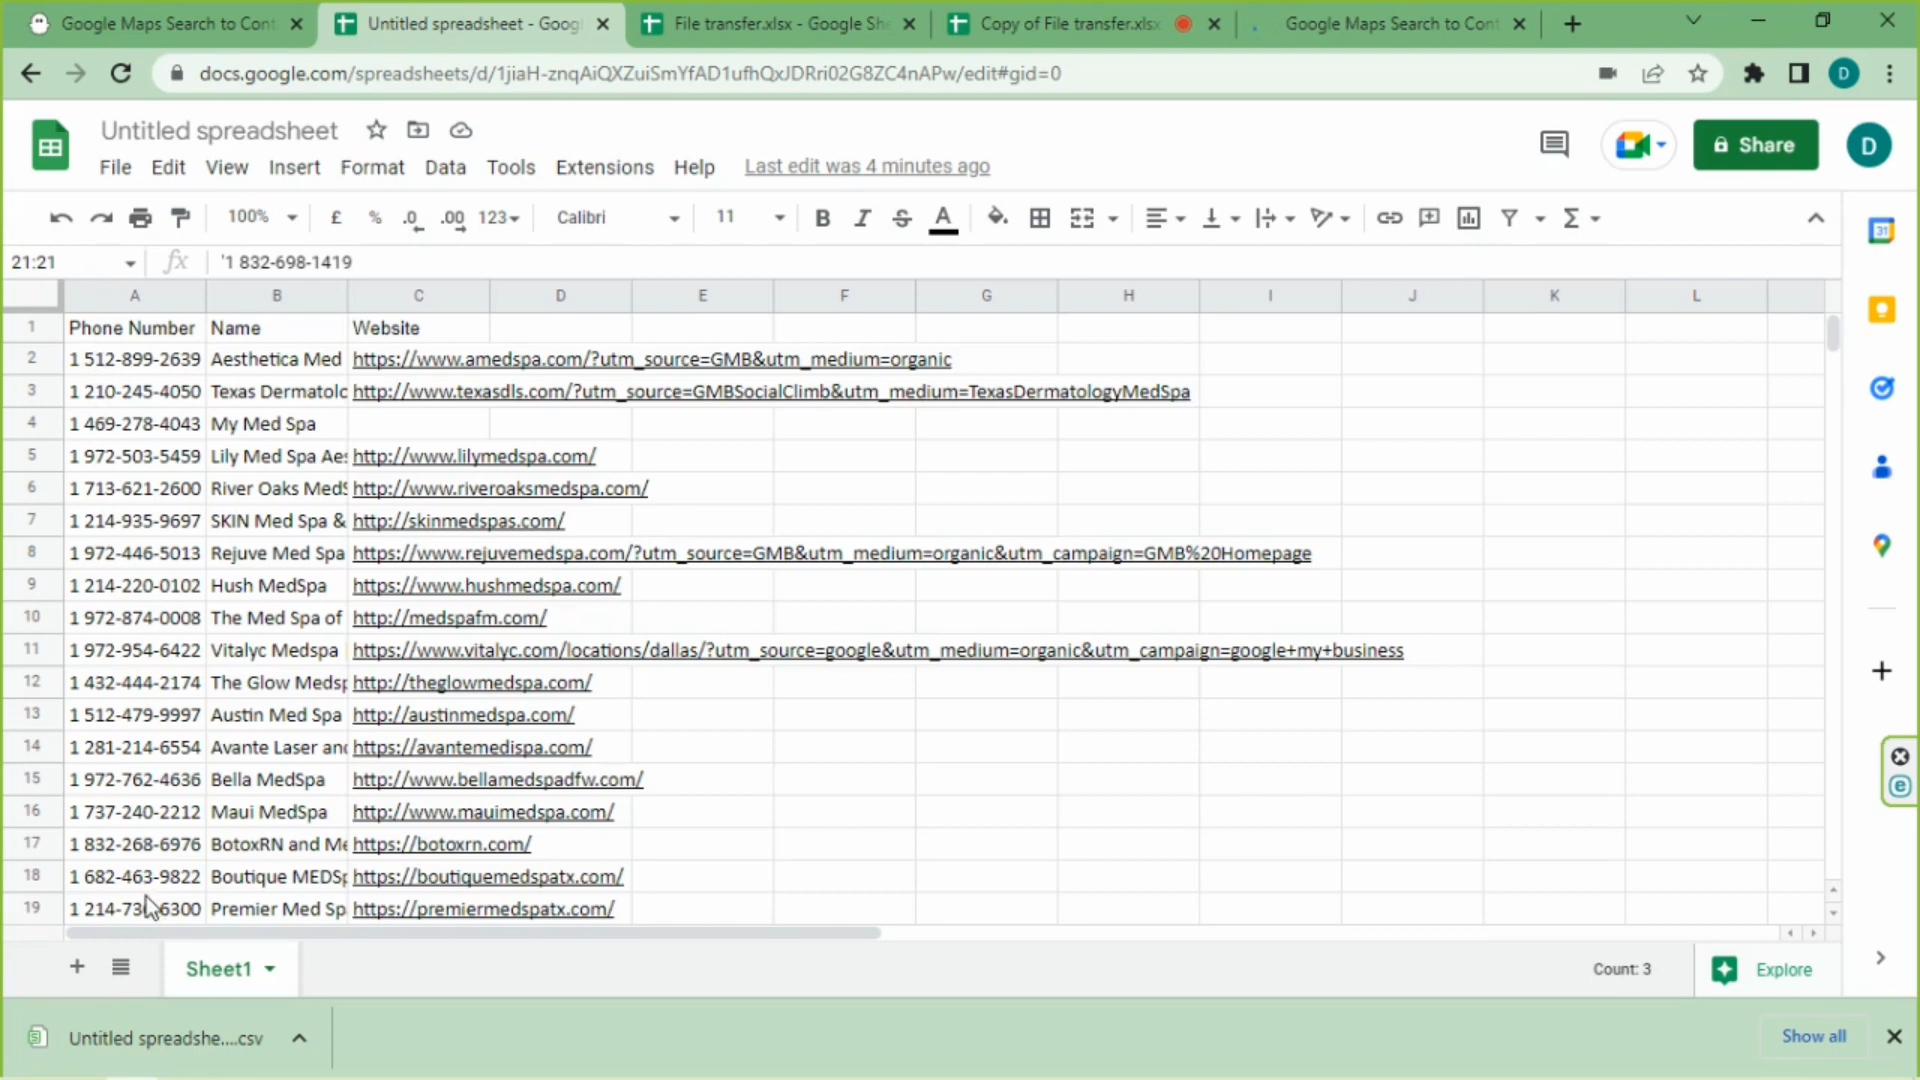 Google Maps Search to Cont
Untitled spreadsheet - Goog
File transfer.xlsx - Google She
Copy of File transfer.xlsx
Google Maps Search to Cont
docs.google.com/spreadsheets/d/1jiaH-znqAiQXZuiSmYfAD1ufhQxJDRri02G8ZC4nAPw/edit#gid=0
D
Untitled spreadsheet
File Edit View Insert Format Data Tools Extensions Help Last edit was 4 minutes ago
Share
D
100% £ % .0 .00 123 Calibri 11 B I S A Σ
31
21:21 fx '1 832-698-1419
A B C D E F G H I J K L
1 Phone Number Name Website
2 1 512-899-2639 Aesthetica Med https://www.amedspa.com/?utm_source=GMB&utm_medium=organic
3 1 210-245-4050 Texas Dermatolo http://www.texasdls.com/?utm_source=GMBSocialClimb&utm_medium=TexasDermatologyMedSpa
4 1 469-278-4043 My Med Spa
5 1 972-503-5459 Lily Med Spa Aes http://www.lilymedspa.com/
6 1 713-621-2600 River Oaks MedS http://www.riveroaksmedspa.com/
7 1 214-935-9697 SKIN Med Spa & http://skinmedspas.com/
8 1 972-446-5013 Rejuve Med Spa https://www.rejuvemedspa.com/?utm_source=GMB&utm_medium=organic&utm_campaign=GMB%20Homepage
9 1 214-220-0102 Hush MedSpa https://www.hushmedspa.com/
10 1 972-874-0008 The Med Spa of http://medspafm.com/
11 1 972-954-6422 Vitalyc Medspa https://www.vitalyc.com/locations/dallas/?utm_source=google&utm_medium=organic&utm_campaign=google+my+business
12 1 432-444-2174 The Glow Medsp http://theglowmedspa.com/
13 1 512-479-9997 Austin Med Spa http://austinmedspa.com/
14 1 281-214-6554 Avante Laser and https://avantemedispa.com/
15 1 972-762-4636 Bella MedSpa http://www.bellamedspadfw.com/
16 1 737-240-2212 Maui MedSpa http://www.mauimedspa.com/
17 1 832-268-6976 BotoxRN and Me https://botoxrn.com/
18 1 682-463-9822 Boutique MEDSp https://boutiquemedspatx.com/
19 1 Premier Med Sp https://premiermedspatx.com/
Sheet1
Count: 3
Explore
Untitled spreadshe....csv
Show all